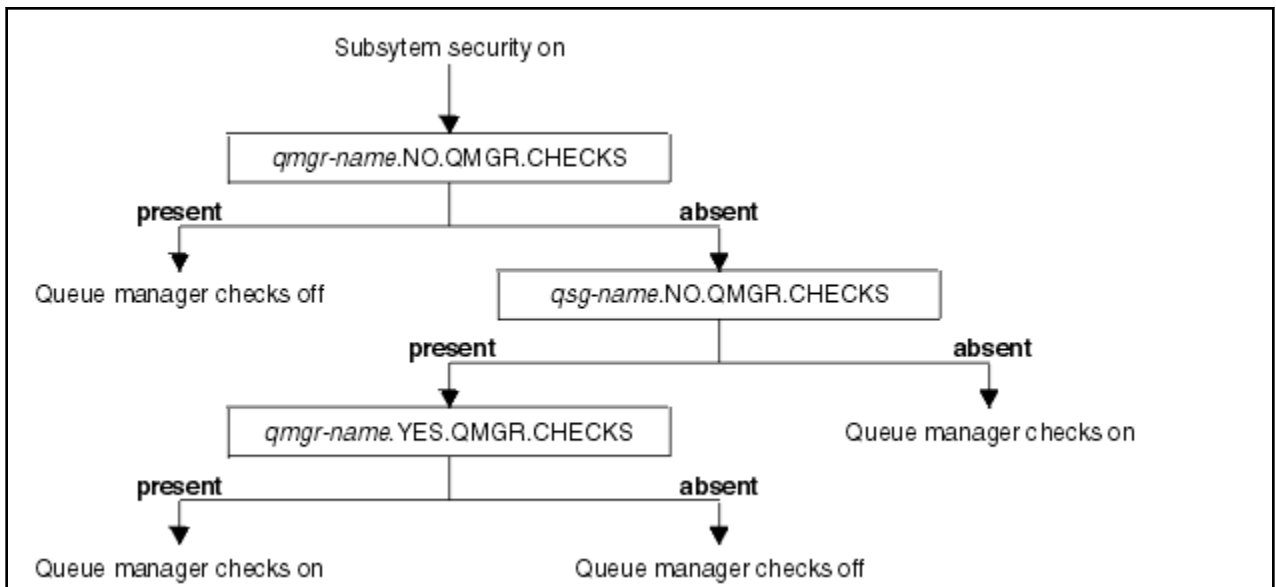 Subsytem security on
qmgr-name.NO.QMGR.CHECKS
present absent
Queue manager checks off
qsg-name.NO.QMGR.CHECKS
present absent
qmgr-name.YES.QMGR.CHECKS
Queue manager checks on
present absent
Queue manager checks on
Queue manager checks off